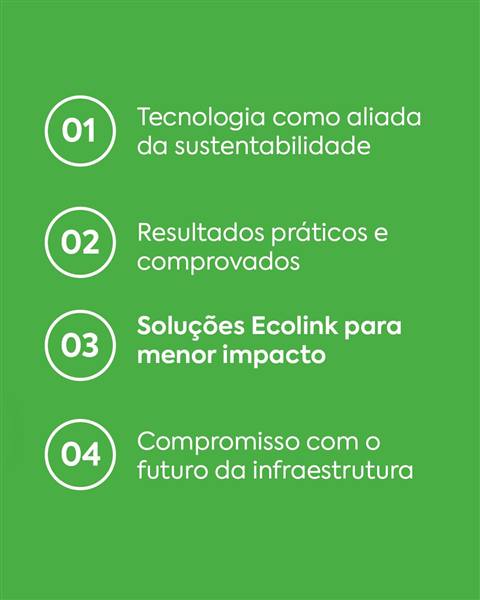 01
Tecnologia como aliada
da sustentabilidade
02
Resultados práticos e
comprovados
03
Soluções Ecolink para
menor impacto
04
Compromisso com o
futuro da infraestrutura